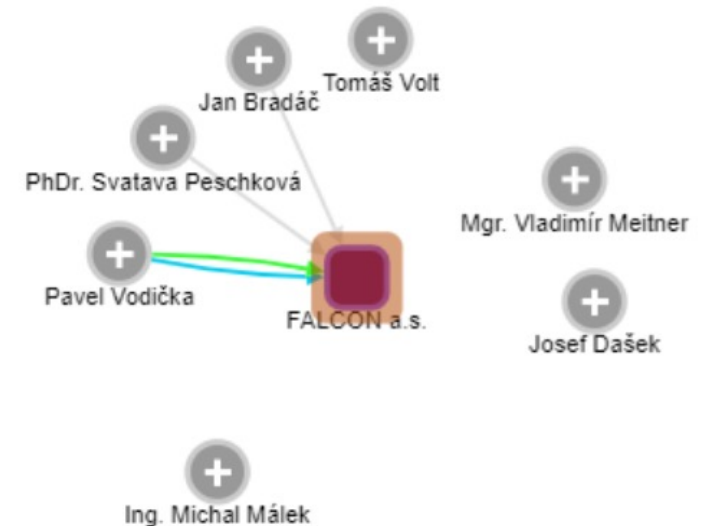 Tomáš Volt
Jan Bradáč
PhDr. Svatava Peschková
Mgr. Vladimír Meitner
Pavel Vodička
FALCON a.s.
Josef Dašek
Ing. Michal Málek